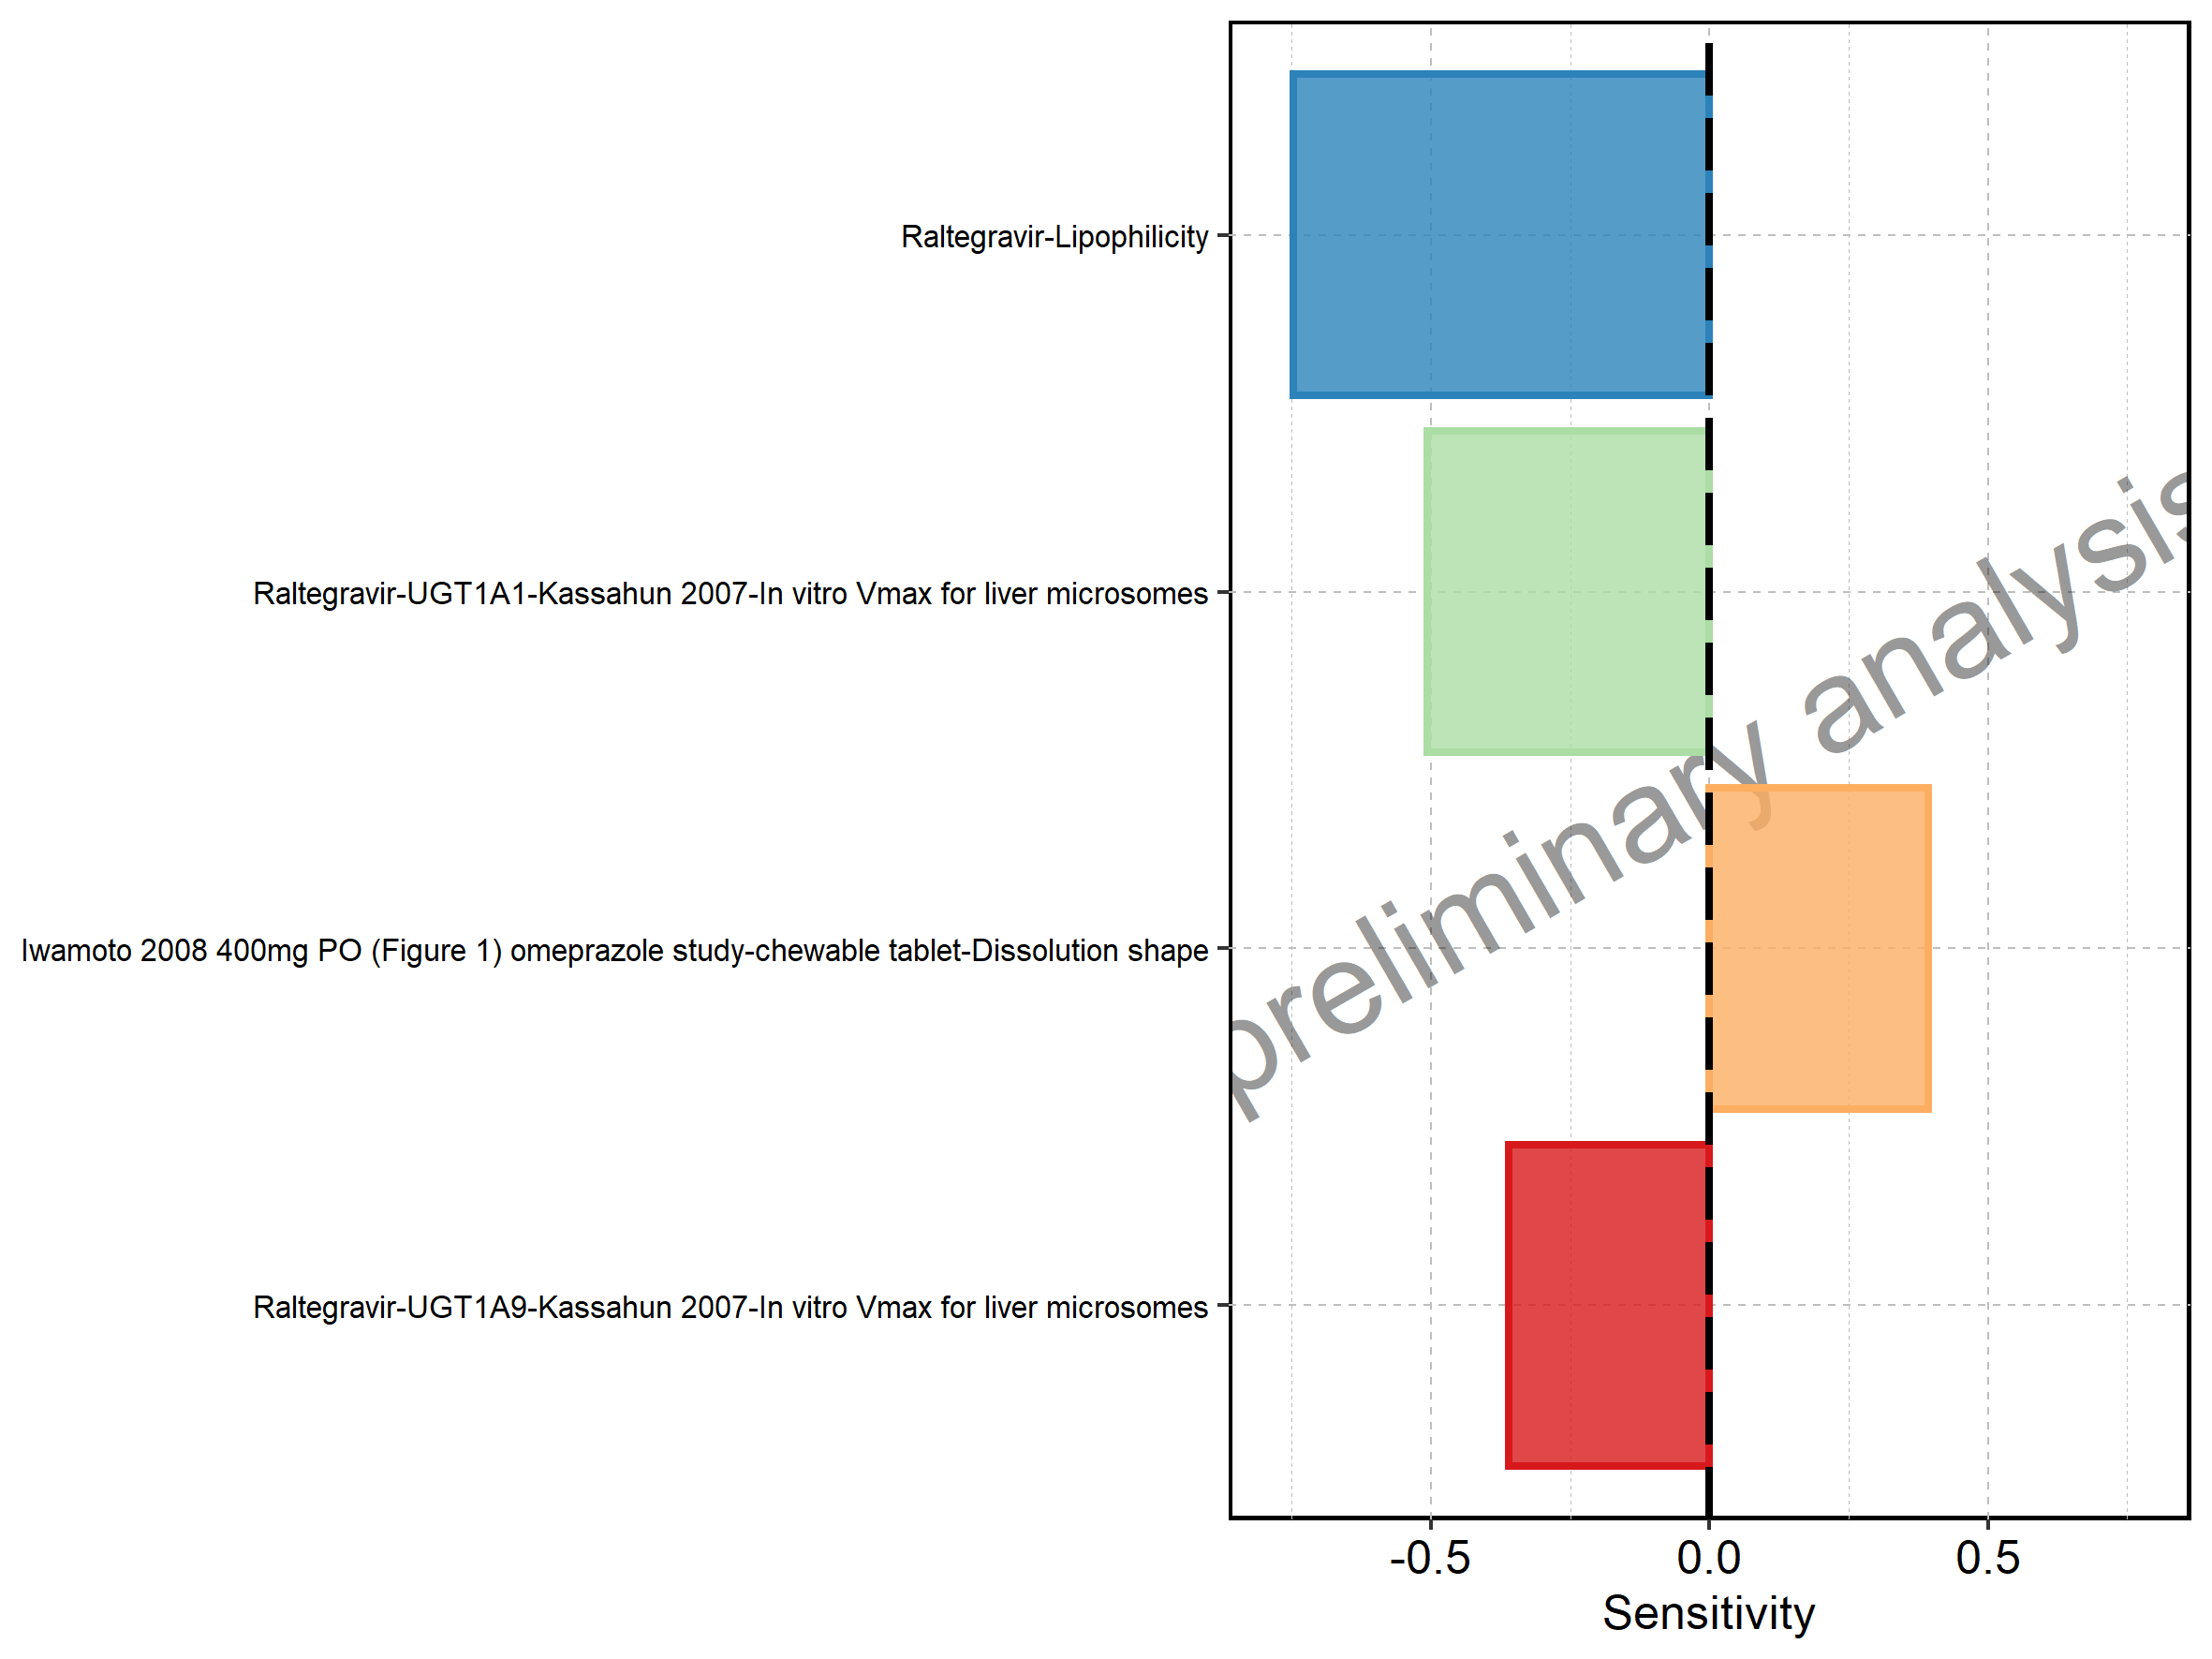 Raltegravir-Lipophilicity
Raltegravir-UGT1A1-Kassahun 2007-In vitro Vmax for liver microsomes
Iwamoto 2008 400mg PO (Figure 1) omeprazole study-chewable tablet-Dissolution shape
Raltegravir-UGT1A9-Kassahun 2007-In vitro Vmax for liver microsomes
preliminary analysis
-0.5 0.0 0.5
Sensitivity